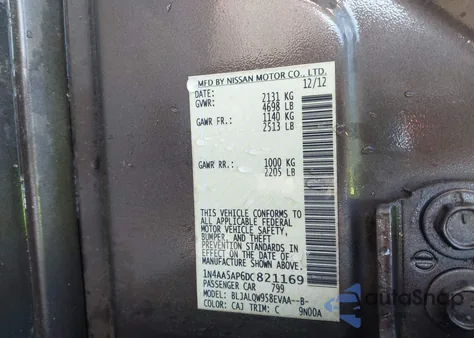 MFD BY NISSAN MOTOR CO., LTD.
DATE: 12/12
GVWR: 2131 KG
4698 LB
GAWR FR.: 1140 KG
2513 LB
GAWR RR.: 1000 KG
2205 LB
THIS VEHICLE CONFORMS TO
ALL APPLICABLE FEDERAL
MOTOR VEHICLE SAFETY,
BUMPER, AND THEFT
PREVENTION STANDARDS IN
EFFECT ON THE DATE OF
MANUFACTURE SHOWN ABOVE.
1N4AA5AP6DC821169
PASSENGER CAR 799
MODEL: BLJALQW958EVAA--B-
COLOR: CAJ TRIM: C 9N00A
AutoShop